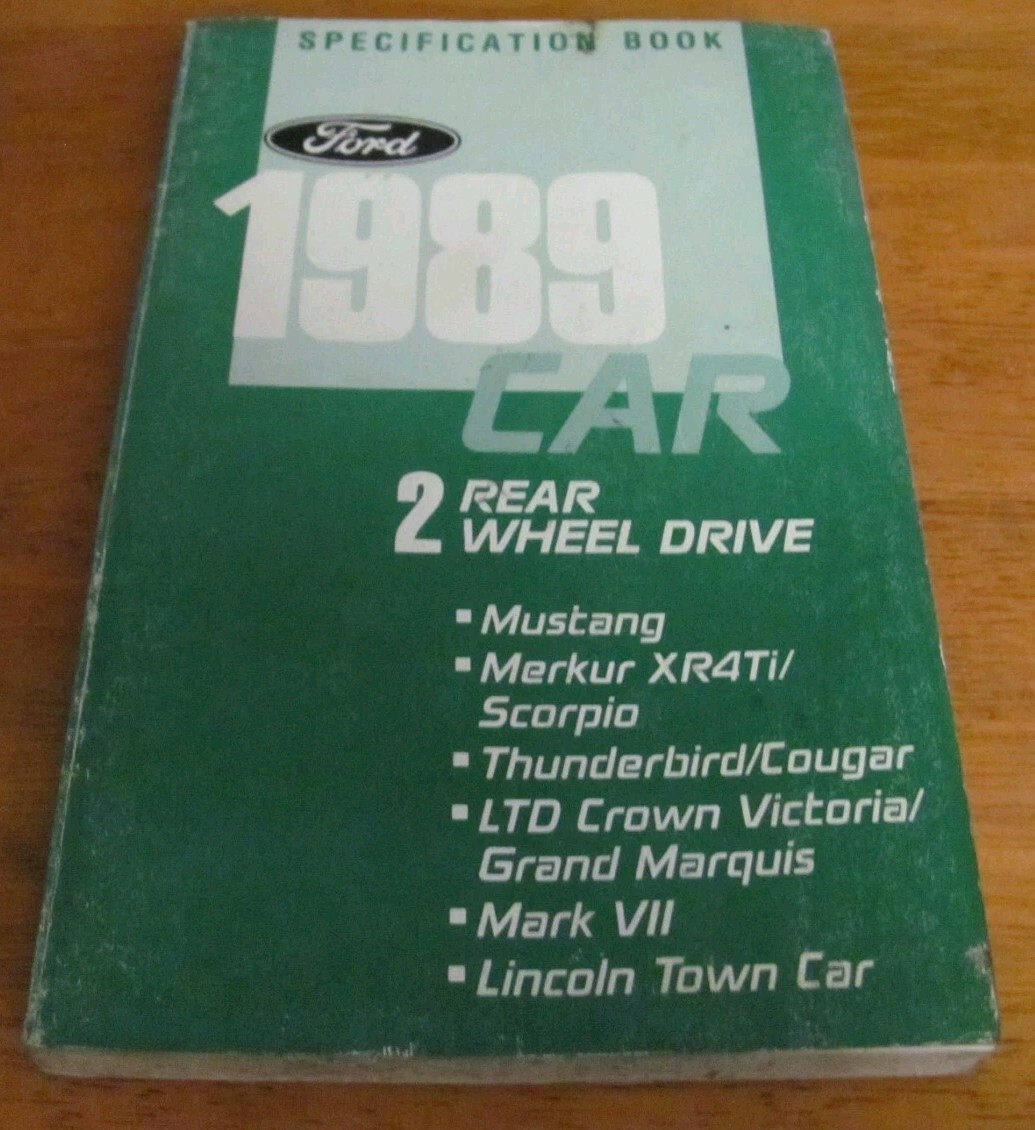 SPECIFICATION BOOK
Ford
1989
CAR
2 REAR
WHEEL DRIVE
▪ Mustang
▪ Merkur XR4Ti/
Scorpio
▪ Thunderbird/Cougar
▪ LTD Crown Victoria/
Grand Marquis
▪ Mark VII
▪ Lincoln Town Car